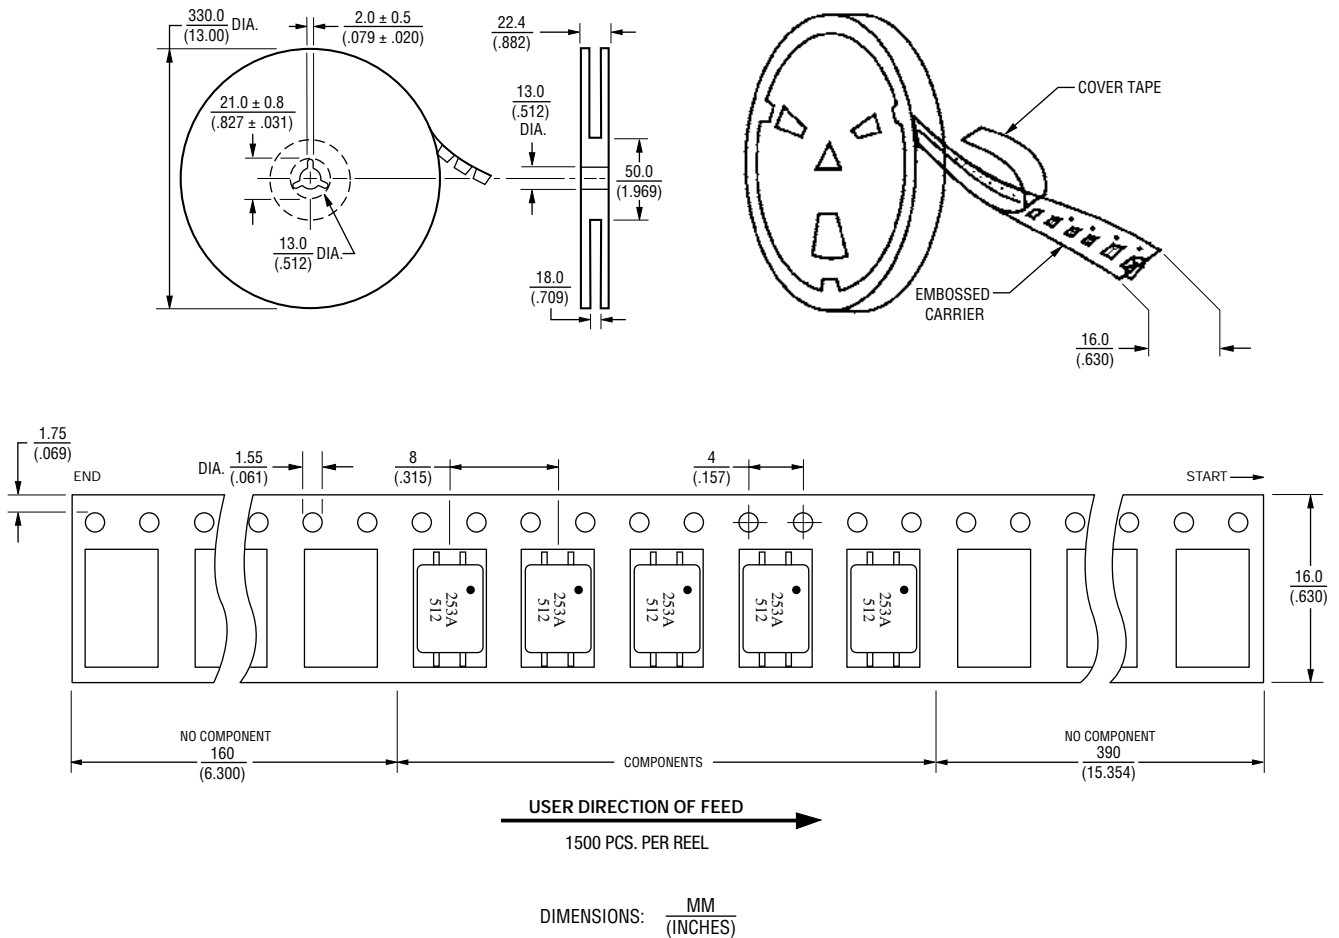 330.0
(13.00)
DIA.
2.0 ± 0.5
(.079 ± .020)
21.0 ± 0.8
(.827 ± .031)
13.0
(.512)
DIA.
22.4
(.882)
13.0
(.512)
DIA.
50.0
(1.969)
18.0
(.709)
COVER TAPE
EMBOSSED
CARRIER
16.0
(.630)
1.75
(.069)
END
DIA.
1.55
(.061)
8
(.315)
4
(.157)
START
253A
512
253A
512
253A
512
253A
512
253A
512
16.0
(.630)
NO COMPONENT
160
(6.300)
COMPONENTS
NO COMPONENT
390
(15.354)
USER DIRECTION OF FEED
1500 PCS. PER REEL
DIMENSIONS:
MM
(INCHES)